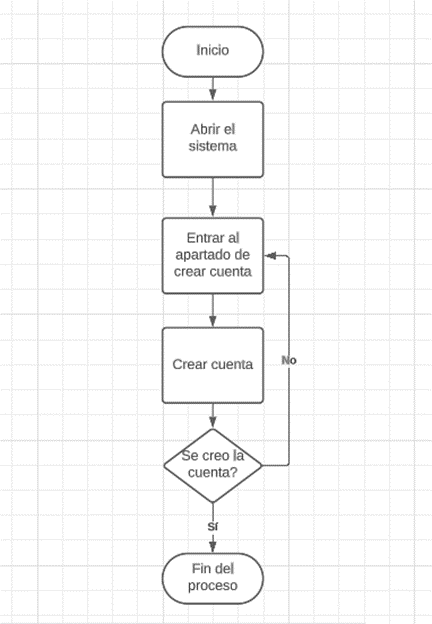 Inicio
Abrir el
sistema
Entrar al
apartado de
crear cuenta
Crear cuenta
No
Se creo la
cuenta?
Sí
Fin del
proceso